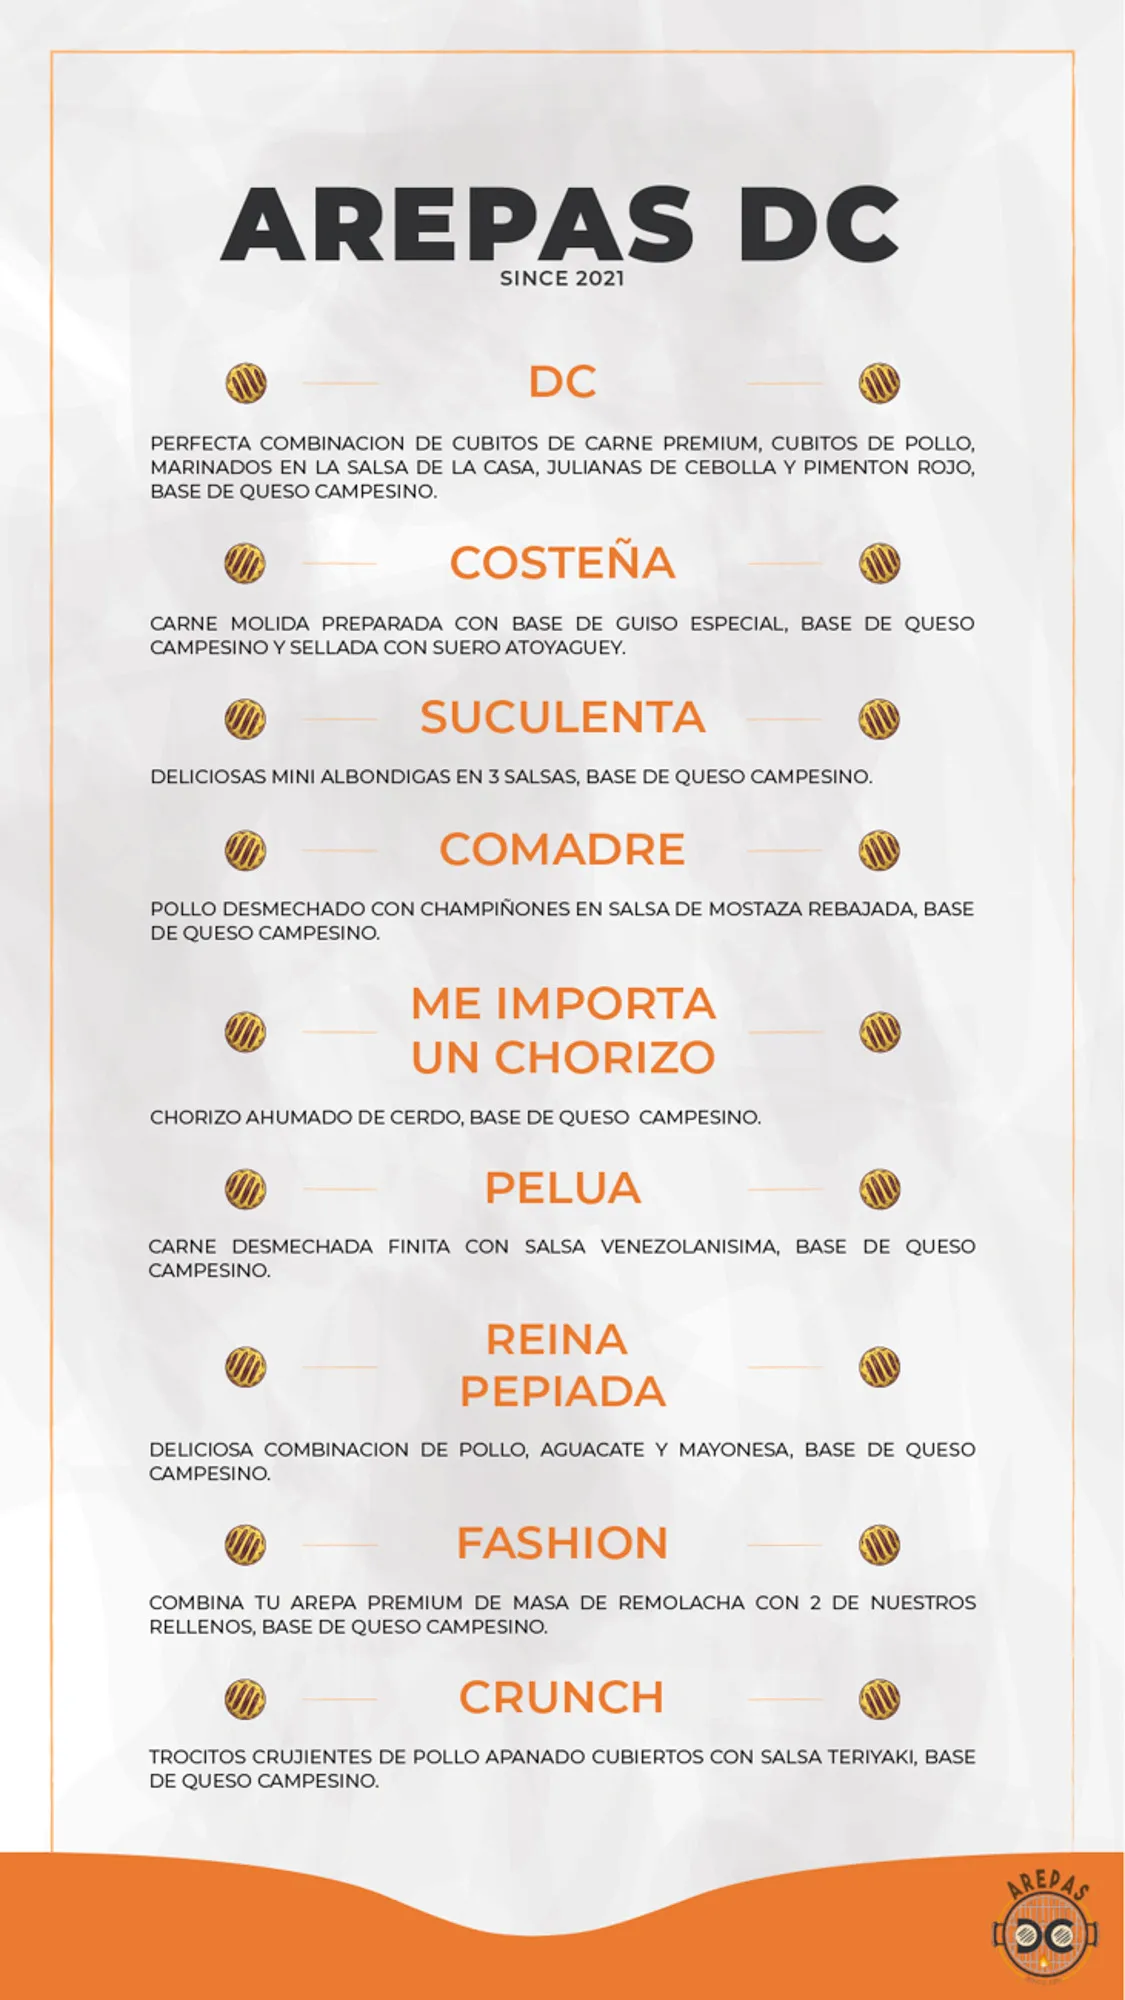 AREPAS DC
SINCE 2021
DC
PERFECTA COMBINACION DE CUBITOS DE CARNE PREMIUM, CUBITOS DE POLLO,
MARINADOS EN LA SALSA DE LA CASA, JULIANAS DE CEBOLLA Y PIMENTON ROJO,
BASE DE QUESO CAMPESINO.
COSTEÑA
CARNE MOLIDA PREPARADA CON BASE DE GUISO ESPECIAL, BASE DE QUESO
CAMPESINO Y SELLADA CON SUERO ATOYAGUEY.
SUCULENTA
DELICIOSAS MINI ALBONDIGAS EN 3 SALSAS, BASE DE QUESO CAMPESINO.
COMADRE
POLLO DESMECHADO CON CHAMPIÑONES EN SALSA DE MOSTAZA REBAJADA, BASE
DE QUESO CAMPESINO.
ME IMPORTA
UN CHORIZO
CHORIZO AHUMADO DE CERDO, BASE DE QUESO CAMPESINO.
PELUA
CARNE DESMECHADA FINITA CON SALSA VENEZOLANISIMA, BASE DE QUESO
CAMPESINO.
REINA
PEPIADA
DELICIOSA COMBINACION DE POLLO, AGUACATE Y MAYONESA, BASE DE QUESO
CAMPESINO.
FASHION
COMBINA TU AREPA PREMIUM DE MASA DE REMOLACHA CON 2 DE NUESTROS
RELLENOS, BASE DE QUESO CAMPESINO.
CRUNCH
TROCITOS CRUJIENTES DE POLLO APANADO CUBIERTOS CON SALSA TERIYAKI, BASE
DE QUESO CAMPESINO.
AREPAS
DC